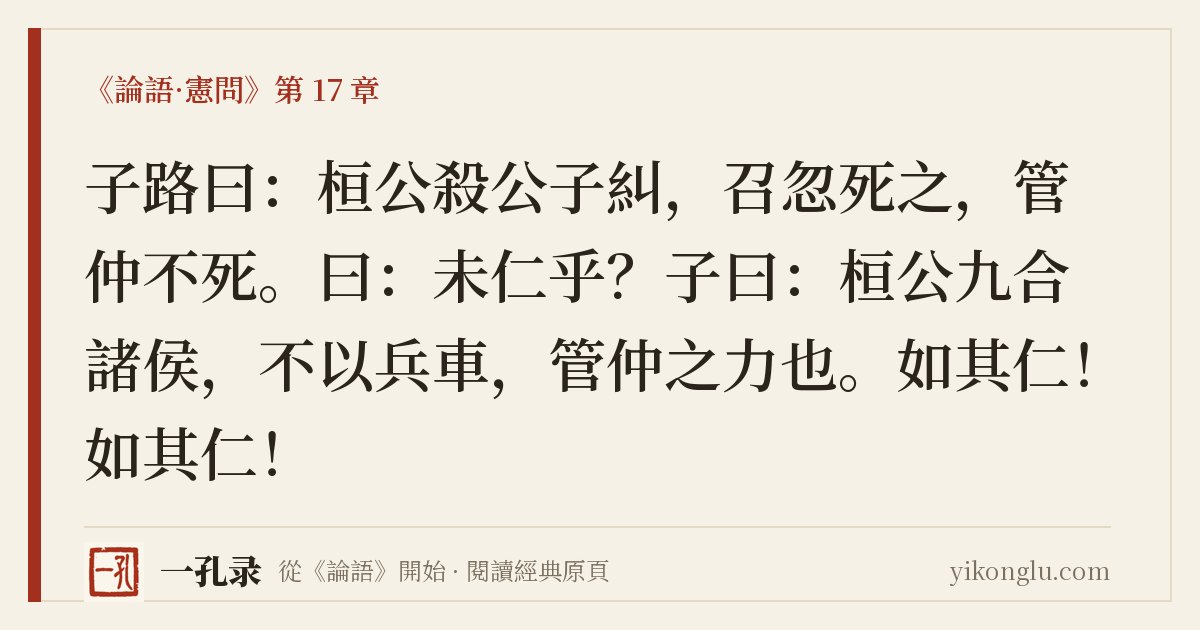 《論語·憲問》第 17 章
子路曰：桓公殺公子糾，召忽死之，管
仲不死。曰：未仁乎？子曰：桓公九合
諸侯，不以兵車，管仲之力也。如其仁！
如其仁！
一孔
一孔录 從《論語》開始 · 閱讀經典原頁 yikonglu.com